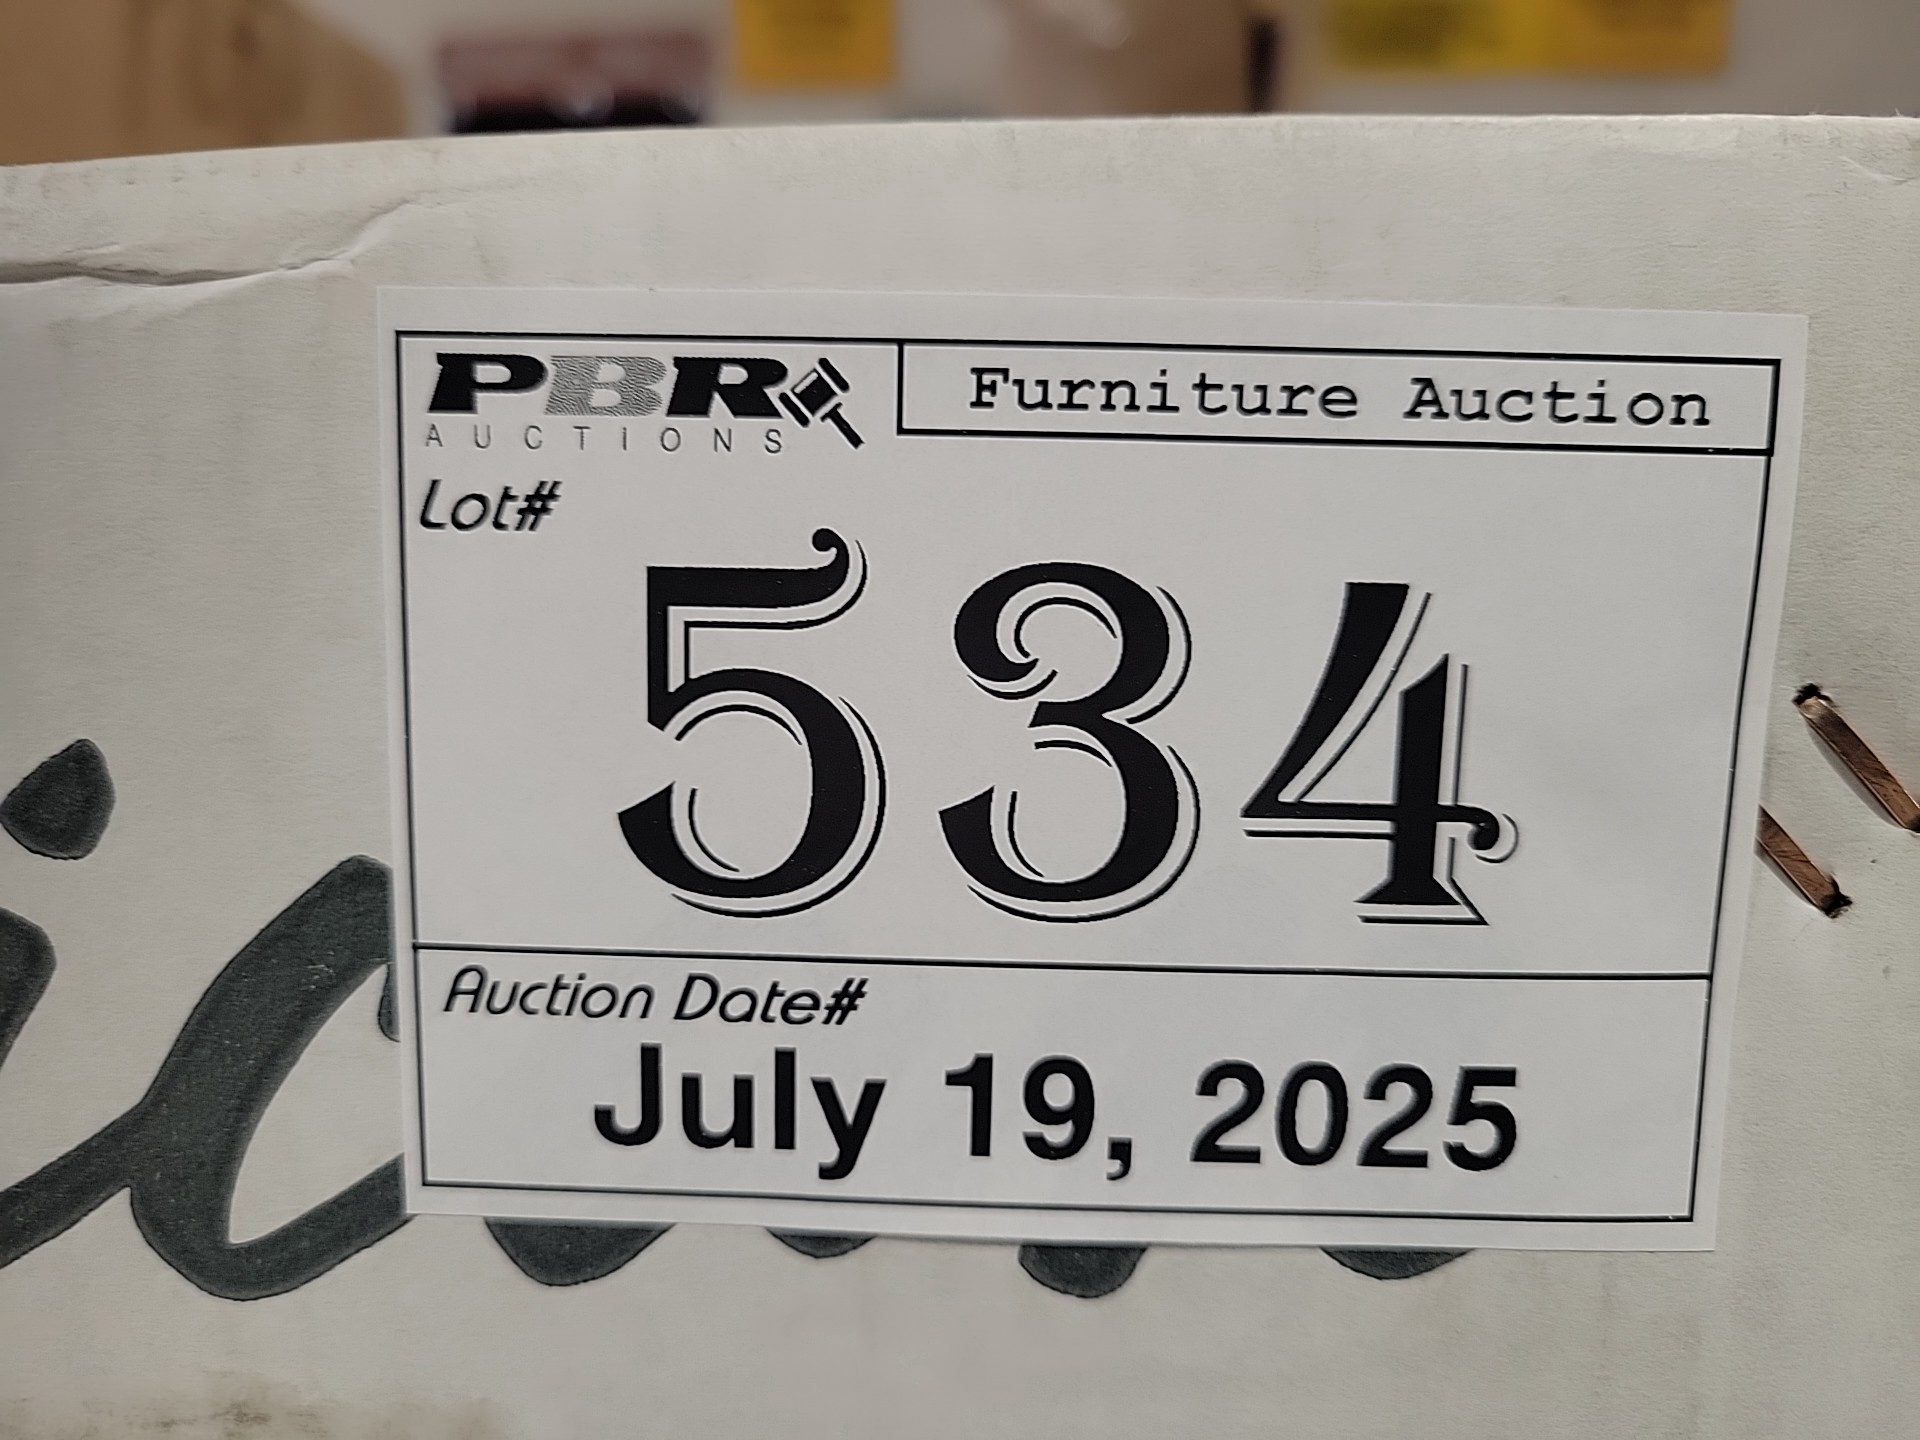 PBR
AUCTIONS
Furniture Auction
Lot#
534
Auction Date#
July 19, 2025